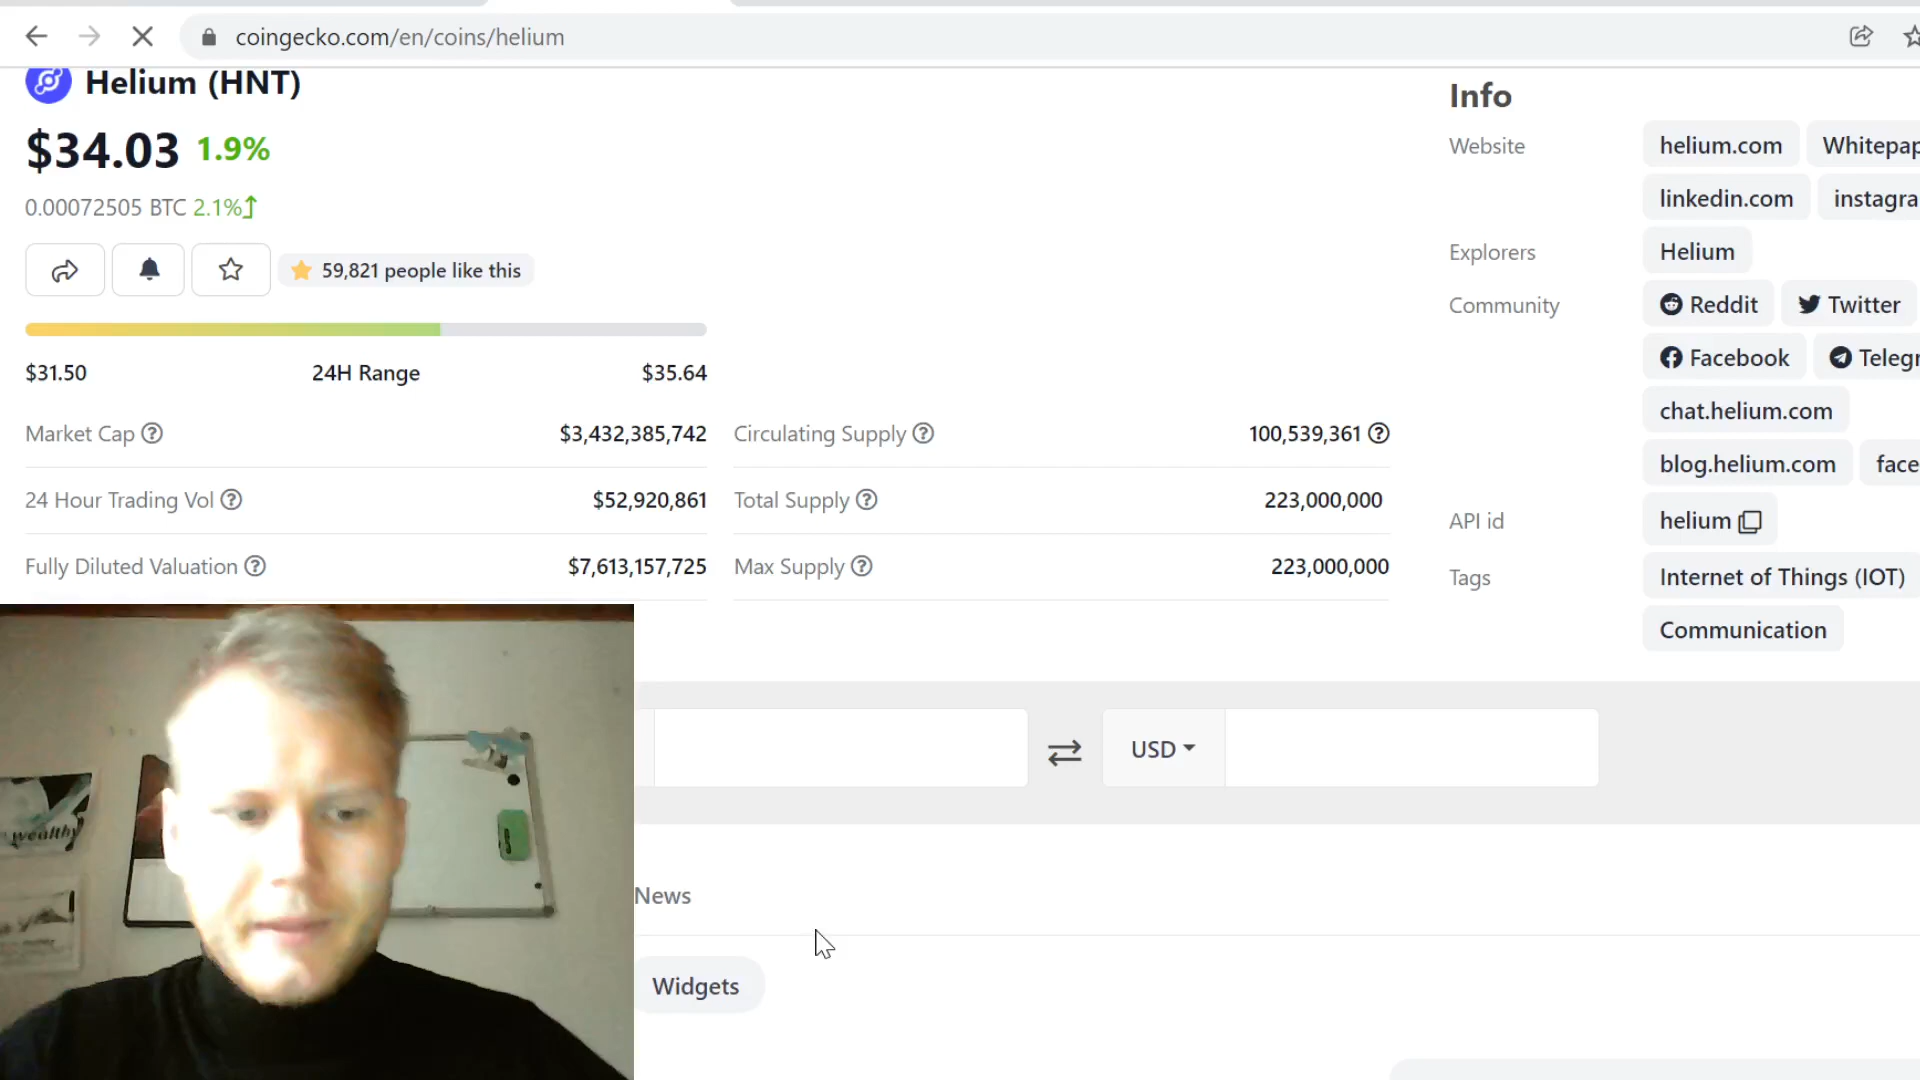 coingecko.com/en/coins/helium
Helium (HNT)
$34.03 1.9%
0.00072505 BTC 2.1%
59,821 people like this
$31.50 24H Range $35.64
Market Cap $3,432,385,742 Circulating Supply 100,539,361
24 Hour Trading Vol $52,920,861 Total Supply 223,000,000
Fully Diluted Valuation $7,613,157,725 Max Supply 223,000,000
Info
Website helium.com Whitepap
linkedin.com instagra
Explorers Helium
Community Reddit Twitter
Facebook Telegr
chat.helium.com
blog.helium.com face
API id helium
Tags Internet of Things (IOT)
Communication
USD
News
Widgets
wealthy